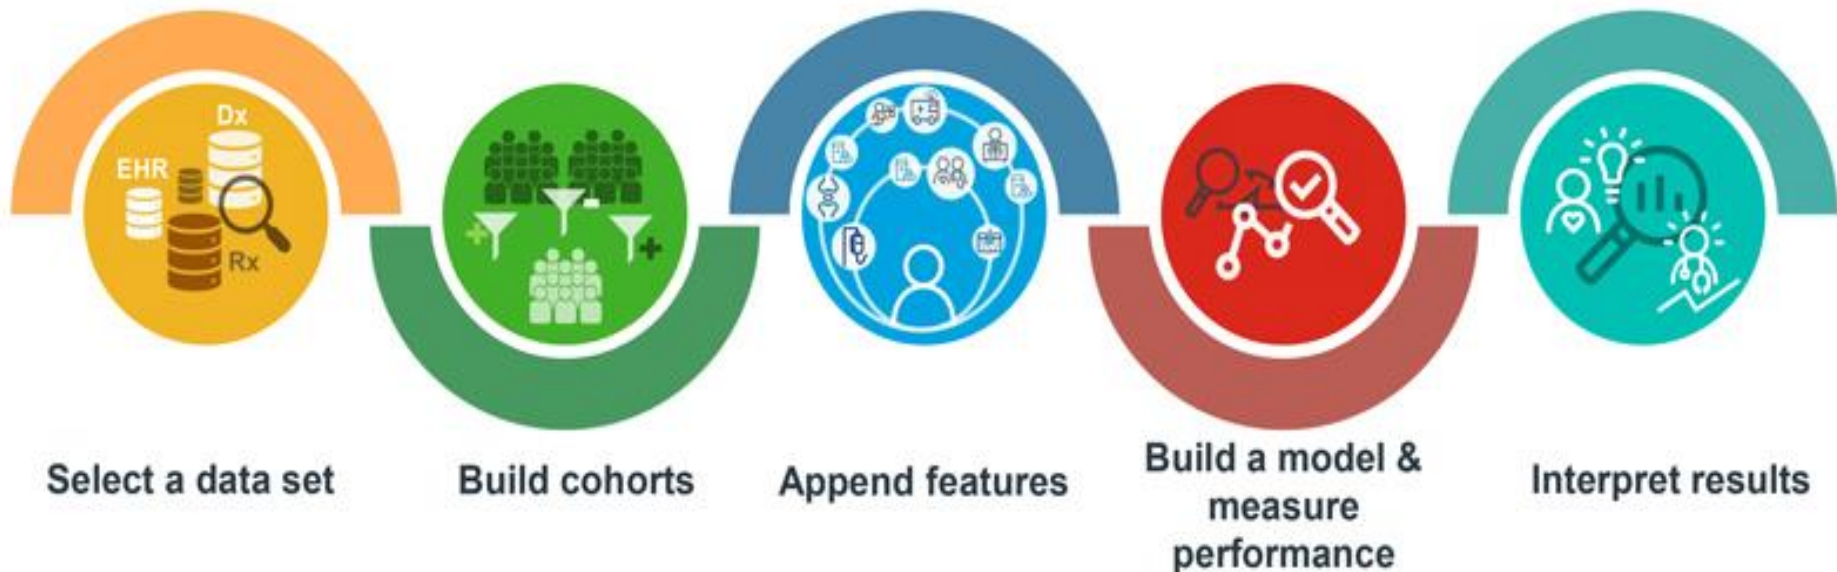 Dx
EHR
Rx
Select a data set
Build cohorts
Append features
Build a model &
measure
performance
Interpret results